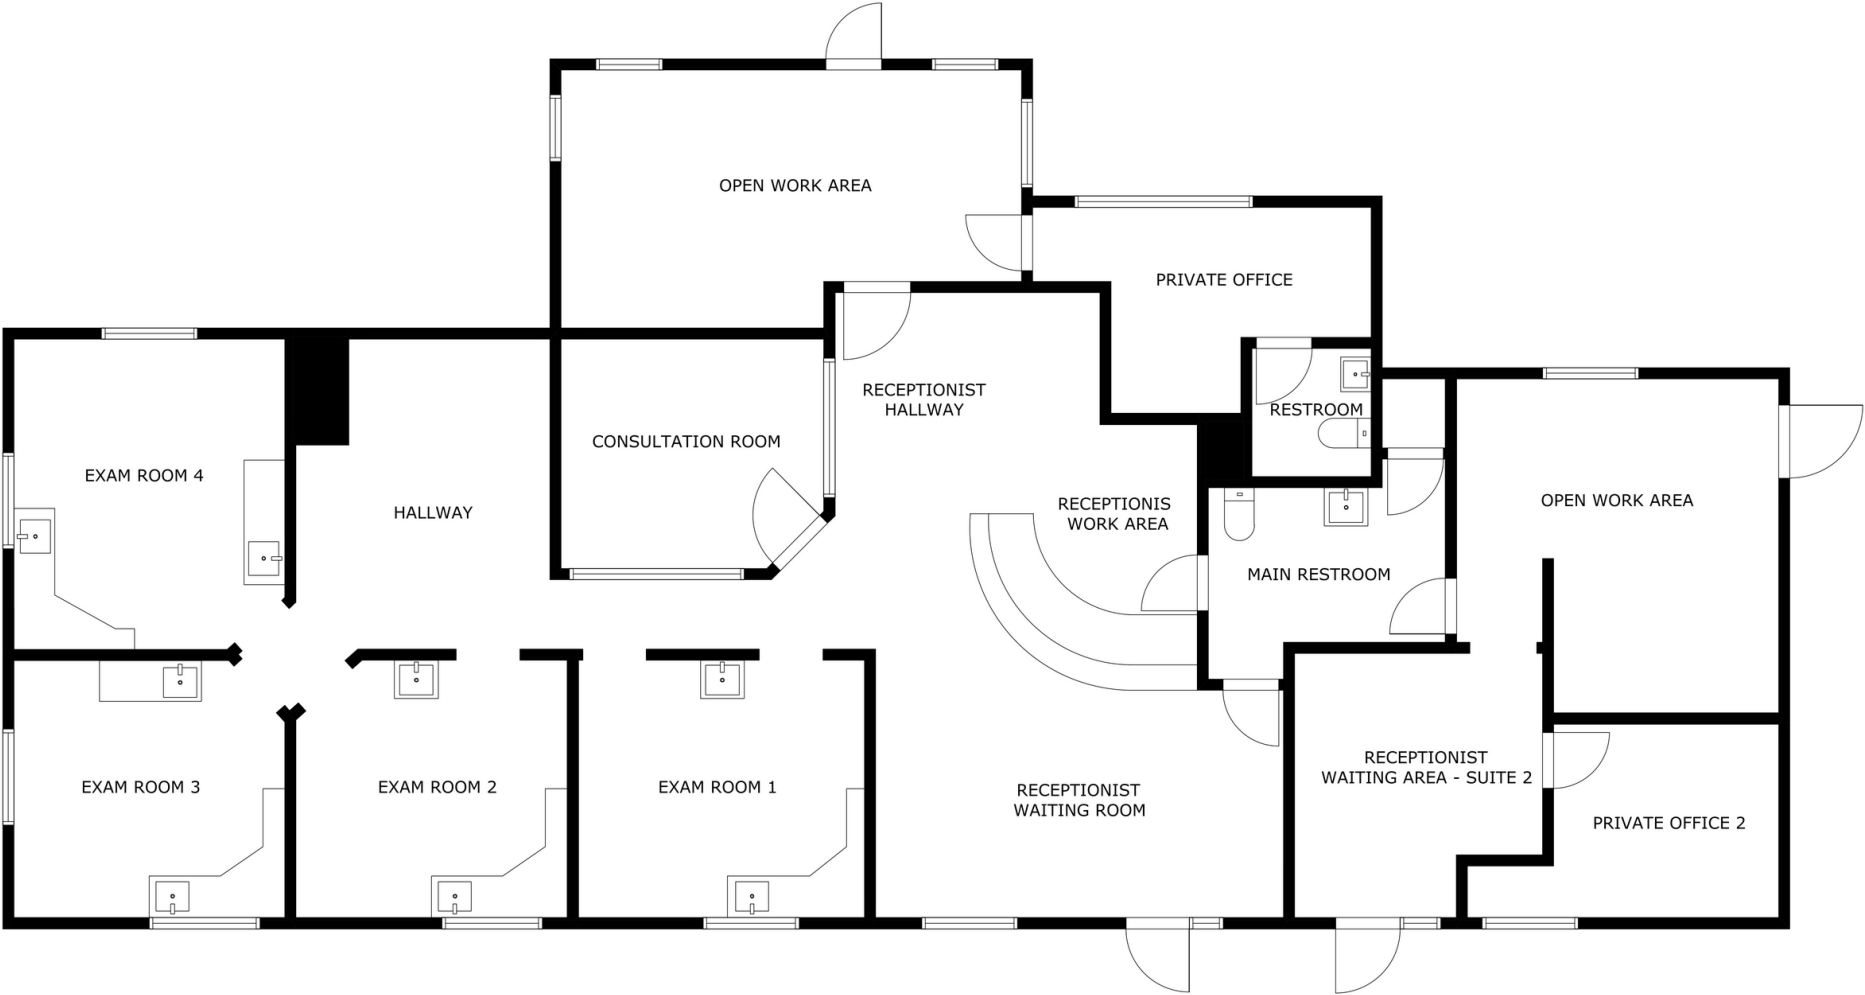 OPEN WORK AREA
PRIVATE OFFICE
RECEPTIONIST
HALLWAY
RESTROOM
CONSULTATION ROOM
EXAM ROOM 4
HALLWAY
RECEPTIONIS
WORK AREA
OPEN WORK AREA
MAIN RESTROOM
EXAM ROOM 3
EXAM ROOM 2
EXAM ROOM 1
RECEPTIONIST
WAITING ROOM
RECEPTIONIST
WAITING AREA - SUITE 2
PRIVATE OFFICE 2